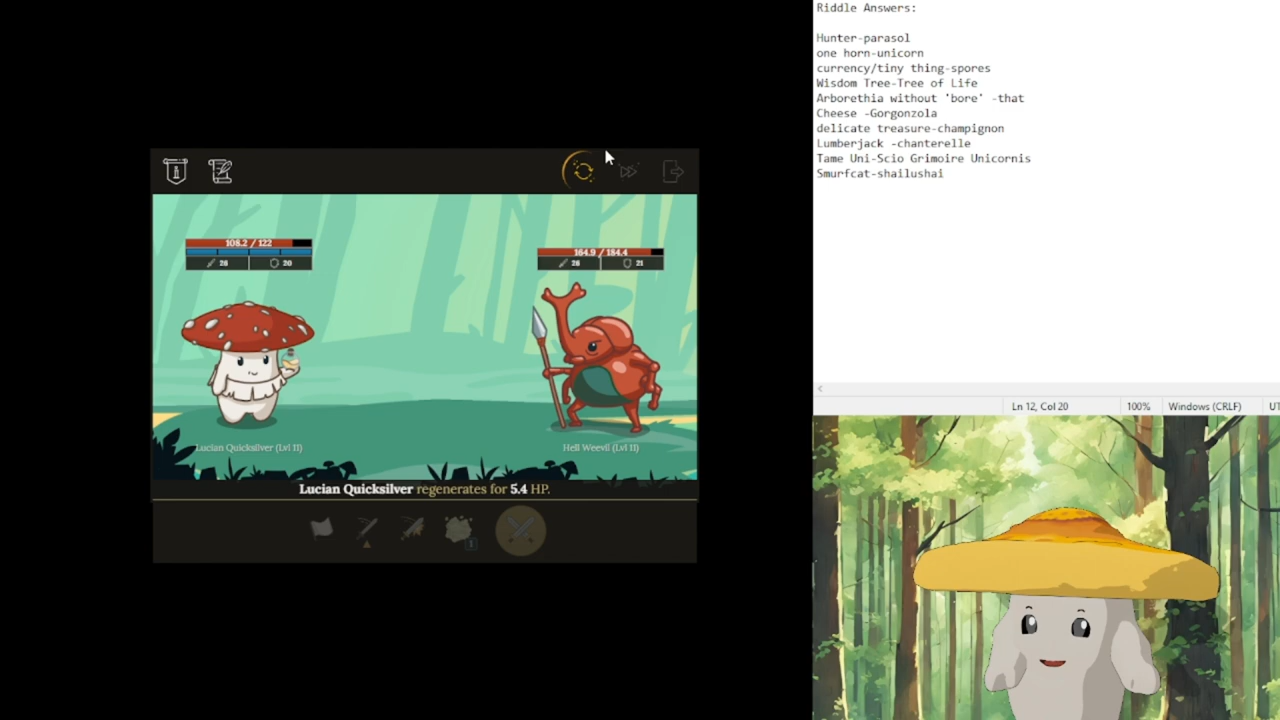 Riddle Answers:
Hunter-parasol
one horn-unicorn
currency/tiny thing-spores
Wisdom Tree-Tree of Life
Arborethia without 'bore' -that
Cheese -Gorgonzola
delicate treasure-champignon
Lumberjack -chanterelle
Tame Uni-Scio Grimoire Unicornis
Smurfcat-shailushai
108.2 / 122
28 20
164.9 / 184.4
28 21
Lucian Quicksilver (Lvl 11)
Hell Weevil (Lvl 11)
Lucian Quicksilver regenerates for 5.4 HP.
Ln 12, Col 20 100% Windows (CRLF) UT